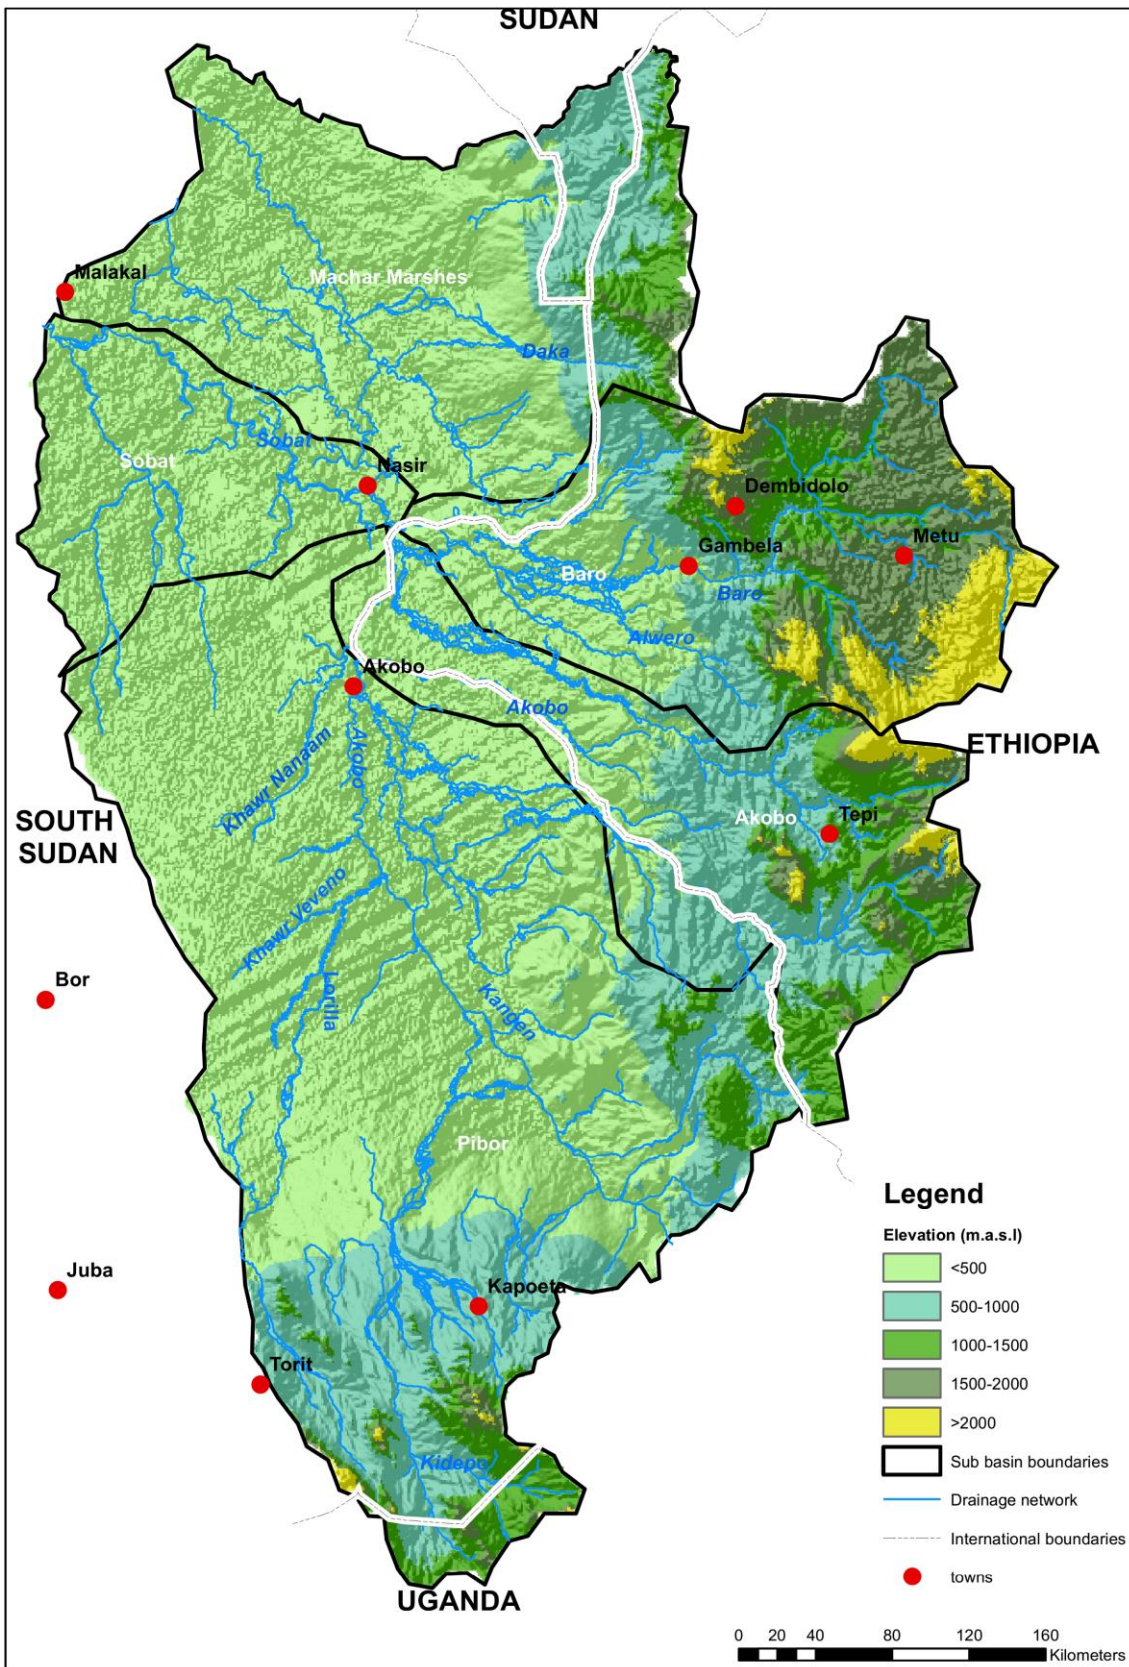 SUDAN
Malakal
Machar Marshes
Daka
Sobat
Sobat
Nasir
Dembidolo
Metu
Gambela
Baro
Baro
Alwero
Akobo
Akobo
ETHIOPIA
Akobo
Khawr Nanaam
SOUTH
SUDAN
Akobo
Tepi
Khawr Veveno
Bor
Lorilla
Kangen
Pibor
Juba
Kapoeta
Torit
Kidepo
UGANDA
Legend
Elevation (m.a.s.l)
<500
500-1000
1000-1500
1500-2000
>2000
Sub basin boundaries
Drainage network
International boundaries
towns
0 20 40 80 120 160
Kilometers